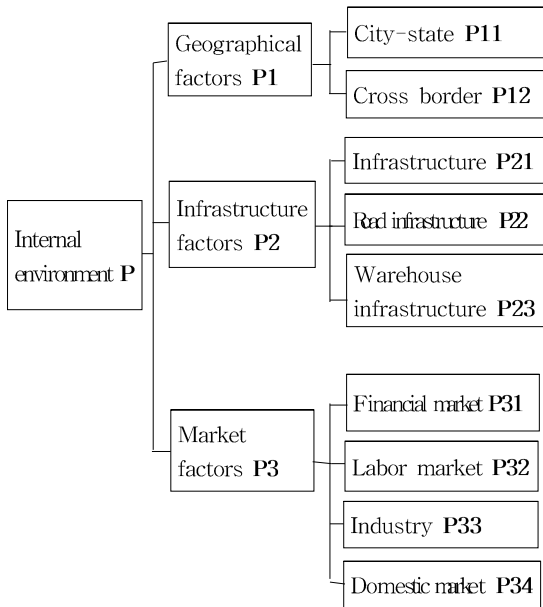 Geographical
factors P1
City-state P11
Cross border P12
Internal
environment P
Infrastructure
factors P2
Infrastructure P21
Road infrastructure P22
Warehouse
infrastructure P23
Market
factors P3
Financial market P31
Labor market P32
Industry P33
Domestic market P34